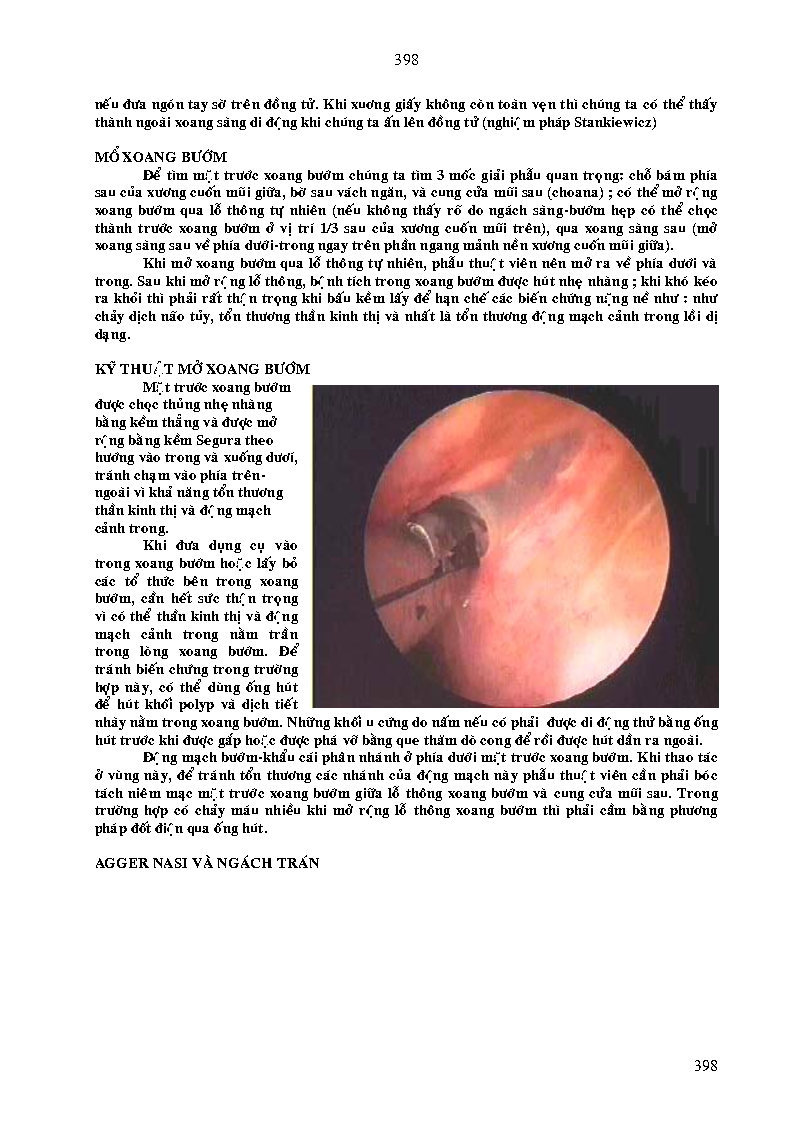 398
nếu đưa ngón tay sờ trên đồng tử. Khi xương giấy không còn toàn vẹn thì chúng ta có thể thấy
thành ngoài xoang sàng di động khi chúng ta ấn lên đồng tử (nghiệm pháp Stankiewicz)
MỔ XOANG BƯỚM
Để tìm mặt trước xoang bướm chúng ta tìm 3 mốc giải phẫu quan trọng: chỗ bám phía
sau của xương cuốn mũi giữa, bờ sau vách ngăn, và cung cửa mũi sau (choana) ; có thể mở rộng
xoang bướm qua lỗ thông tự nhiên (nếu không thấy rõ do ngách sàng-bướm hẹp có thể chọc
thành trước xoang bướm ở vị trí 1/3 sau của xương cuốn mũi trên), qua xoang sàng sau (mở
xoang sàng sau về phía dưới-trong ngay trên phần ngang mảnh nền xương cuốn mũi giữa).
Khi mở xoang bướm qua lỗ thông tự nhiên, phẫu thuật viên nên mở ra về phía dưới và
trong. Sau khi mở rộng lỗ thông, bệnh tích trong xoang bướm được hút nhẹ nhàng ; khi khó kéo
ra khỏi thì phải rất thận trọng khi bấu kềm lấy để hạn chế các biến chứng nặng nề như : như
chảy dịch não tủy, tổn thương thần kinh thị và nhất là tổn thương động mạch cảnh trong lồi dị
dạng.
KỸ THUẬT MỞ XOANG BƯỚM
Mặt trước xoang bướm
được chọc thủng nhẹ nhàng
bằng kềm thẳng và được mở
rộng bằng kềm Segura theo
hướng vào trong và xuống dưới,
tránh chạm vào phía trên-
ngoài vì khả năng tổn thương
thần kinh thị và động mạch
cảnh trong.
Khi đưa dụng cụ vào
trong xoang bướm hoặc lấy bỏ
các tổ thức bên trong xoang
bướm, cần hết sức thận trọng
vì có thể thần kinh thị và động
mạch cảnh trong nằm trần
trong lòng xoang bướm. Để
tránh biến chứng trong trường
hợp này, có thể dùng ống hút
để hút khối polyp và dịch tiết
nhày nằm trong xoang bướm. Những khối u cứng do nấm nếu có phải được di động thử bằng ống
hút trước khi được gắp hoặc được phá vỡ bằng que thăm dò cong để rồi được hút dần ra ngoài.
Động mạch bướm-khẩu cái phân nhánh ở phía dưới mặt trước xoang bướm. Khi thao tác
ở vùng này, để tránh tổn thương các nhánh của động mạch này phẫu thuật viên cần phải bóc
tách niêm mạc mặt trước xoang bướm giữa lỗ thông xoang bướm và cung cửa mũi sau. Trong
trường hợp có chảy máu nhiều khi mở rộng lỗ thông xoang bướm thì phải cầm bằng phương
pháp đốt điện qua ống hút.
AGGER NASI VÀ NGÁCH TRÁN
398